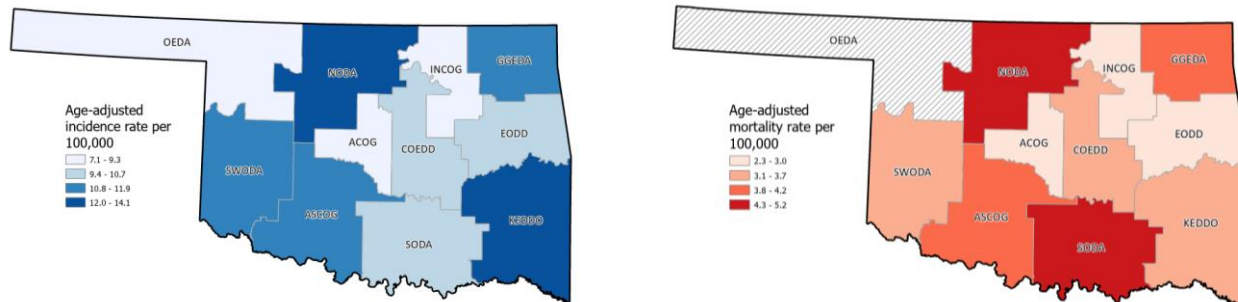 OEDA
NODA
INCOG
GGEDA
Age-adjusted
incidence rate per
100,000
7.1 - 9.3
9.4 - 10.7
10.8 - 11.9
12.0 - 14.1
ACOG
COEDD
EODD
SWODA
ASCOG
KEDDO
SODA
OEDA
NODA
INCOG
GGEDA
Age-adjusted
mortality rate per
100,000
2.3 - 3.0
3.1 - 3.7
3.8 - 4.2
4.3 - 5.2
ACOG
COEDD
EODD
SWODA
ASCOG
KEDDO
SODA